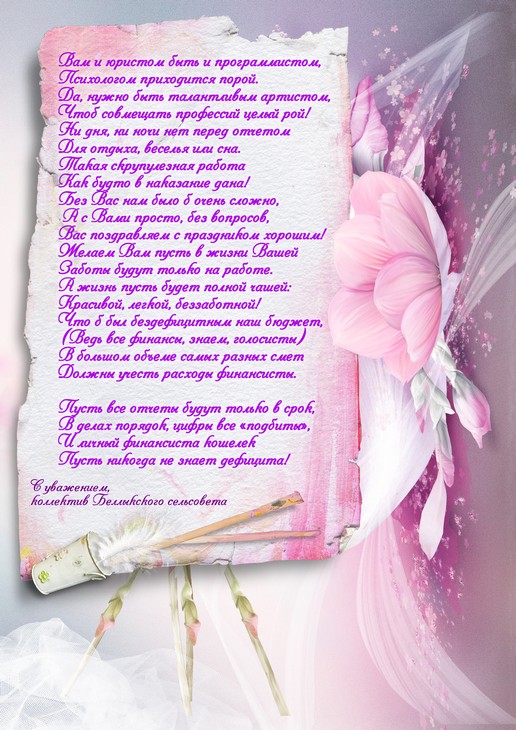 Вам и юристом быть и программистом,
Психологом приходится порой.
Да, нужно быть талантливым артистом,
Чтоб совмещать профессий целый рой!
Ни дня, ни ночи нет перед отчетом
Для отдыха, веселья или сна.
Такая скрупулезная работа
Как будто в наказание дана!
Без Вас нам было б очень сложно,
А с Вами просто, без вопросов,
Вас поздравляем с праздником хорошим!
Желаем Вам пусть в жизни Вашей
Заботы будут только на работе.
А жизнь пусть будет полной чашей:
Красивой, легкой, беззаботной!
Что б был бездефицитным наш бюджет,
(Ведь все финансы, знаем, голосисты)
В большом объеме самых разных смет
Должны учесть расходы финансисты.
Пусть все отчеты будут только в срок,
В делах порядок, цифры все «подбиты»,
И личный финансиста кошелек
Пусть никогда не знает дефицита!
С уважением,
коллектив Беллыкского сельсовета